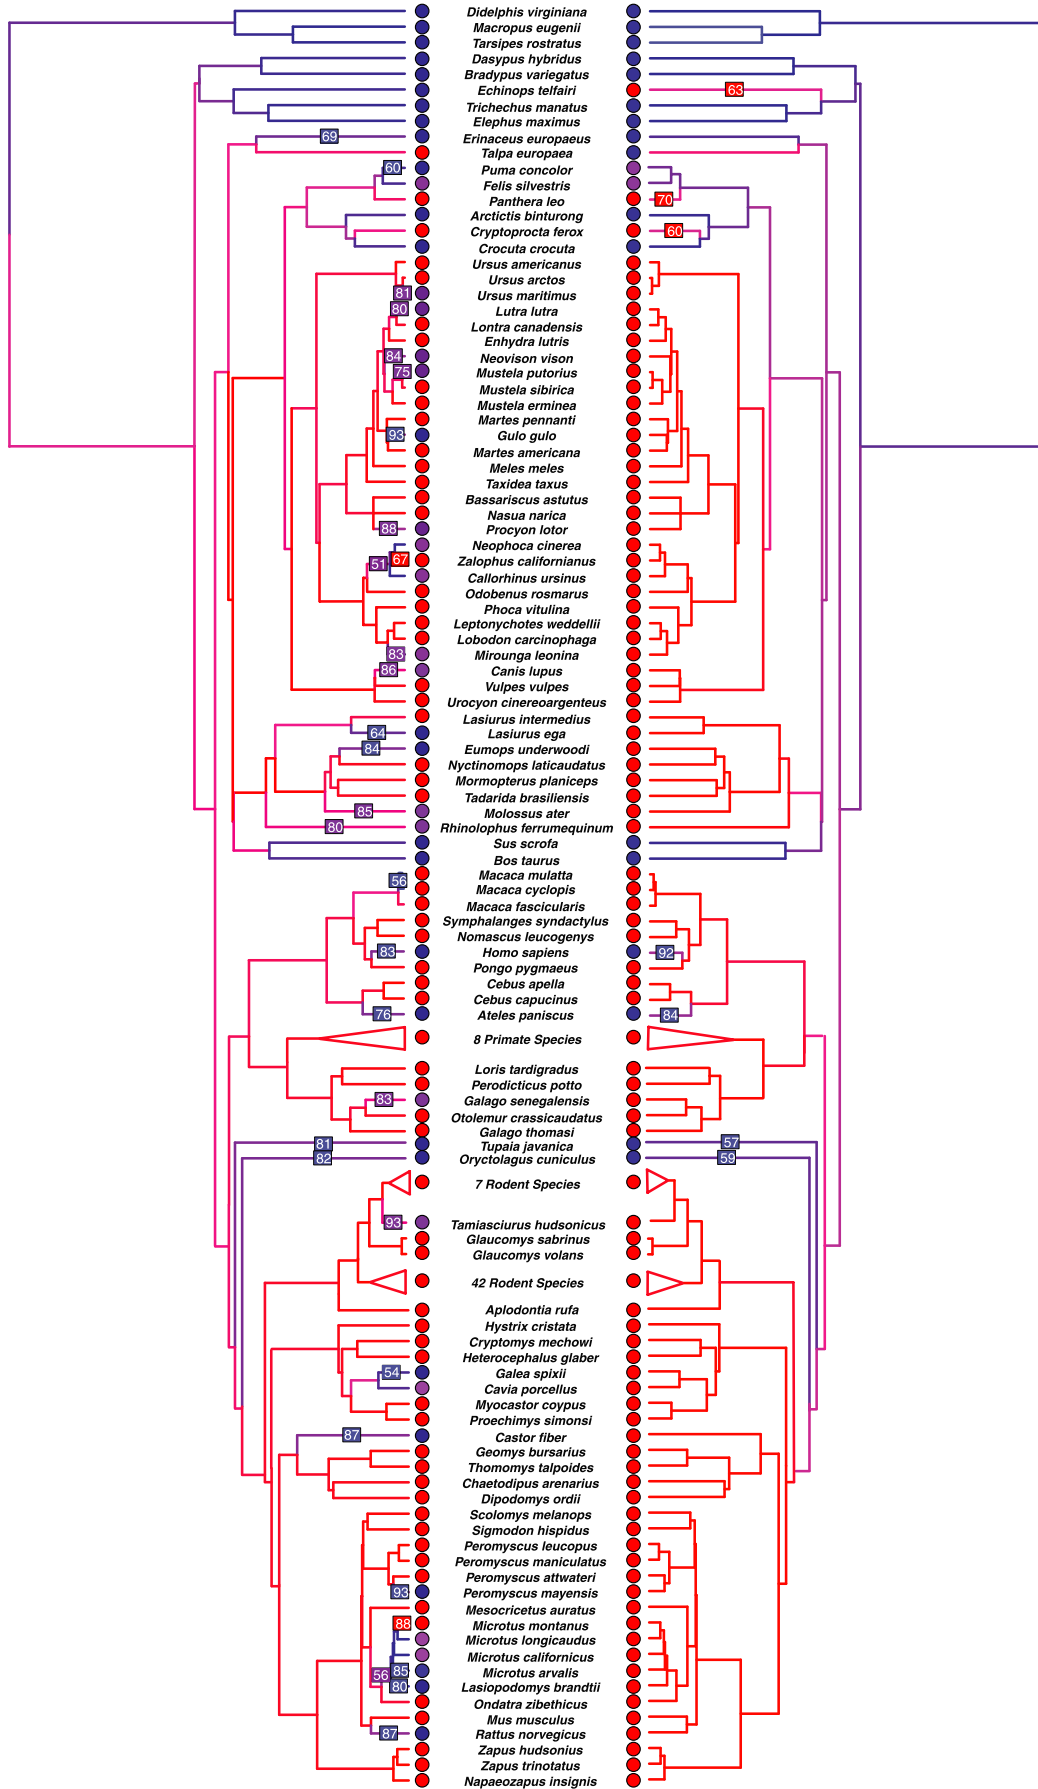 Didelphis virginiana
Macropus eugenii
Tarsipes rostratus
Dasypus hybridus
Bradypus variegatus
Echinops telfairi 63
Trichechus manatus
Elephus maximus
69 Erinaceus europaeus
Talpa europaea
60 Puma concolor
Felis silvestris
Panthera leo 70
Arctictis binturong
Cryptoprocta ferox 60
Crocuta crocuta
Ursus americanus
Ursus arctos
81 Ursus maritimus
80 Lutra lutra
Lontra canadensis
Enhydra lutris
84 Neovison vison
75 Mustela putorius
Mustela sibirica
Mustela erminea
Martes pennanti
93 Gulo gulo
Martes americana
Meles meles
Taxidea taxus
Bassariscus astutus
Nasua narica
88 Procyon lotor
Neophoca cinerea
51 67 Zalophus californianus
Callorhinus ursinus
Odobenus rosmarus
Phoca vitulina
Leptonychotes weddellii
Lobodon carcinophaga
83 Mirounga leonina
86 Canis lupus
Vulpes vulpes
Urocyon cinereoargenteus
Lasiurus intermedius
64 Lasiurus ega
84 Eumops underwoodi
Nyctinomops laticaudatus
Mormopterus planiceps
Tadarida brasiliensis
85 Molossus ater
80 Rhinolophus ferrumequinum
Sus scrofa
Bos taurus
56 Macaca mulatta
Macaca cyclopis
Macaca fascicularis
Symphalanges syndactylus
Nomascus leucogenys
83 Homo sapiens 92
Pongo pygmaeus
Cebus apella
Cebus capucinus
76 Ateles paniscus 84
8 Primate Species
Loris tardigradus
Perodicticus potto
83 Galago senegalensis
Otolemur crassicaudatus
Galago thomasi
81 Tupaia javanica 57
82 Oryctolagus cuniculus 59
7 Rodent Species
93 Tamiasciurus hudsonicus
Glaucomys sabrinus
Glaucomys volans
42 Rodent Species
Aplodontia rufa
Hystrix cristata
Cryptomys mechowi
Heterocephalus glaber
54 Galea spixii
Cavia porcellus
Myocastor coypus
Proechimys simonsi
87 Castor fiber
Geomys bursarius
Thomomys talpoides
Chaetodipus arenarius
Dipodomys ordii
Scolomys melanops
Sigmodon hispidus
Peromyscus leucopus
Peromyscus maniculatus
Peromyscus attwateri
93 Peromyscus mayensis
Mesocricetus auratus
88 Microtus montanus
Microtus longicaudus
Microtus californicus
56 85 Microtus arvalis
80 Lasiopodomys brandtii
Ondatra zibethicus
Mus musculus
87 Rattus norvegicus
Zapus hudsonius
Zapus trinotatus
Napaeozapus insignis